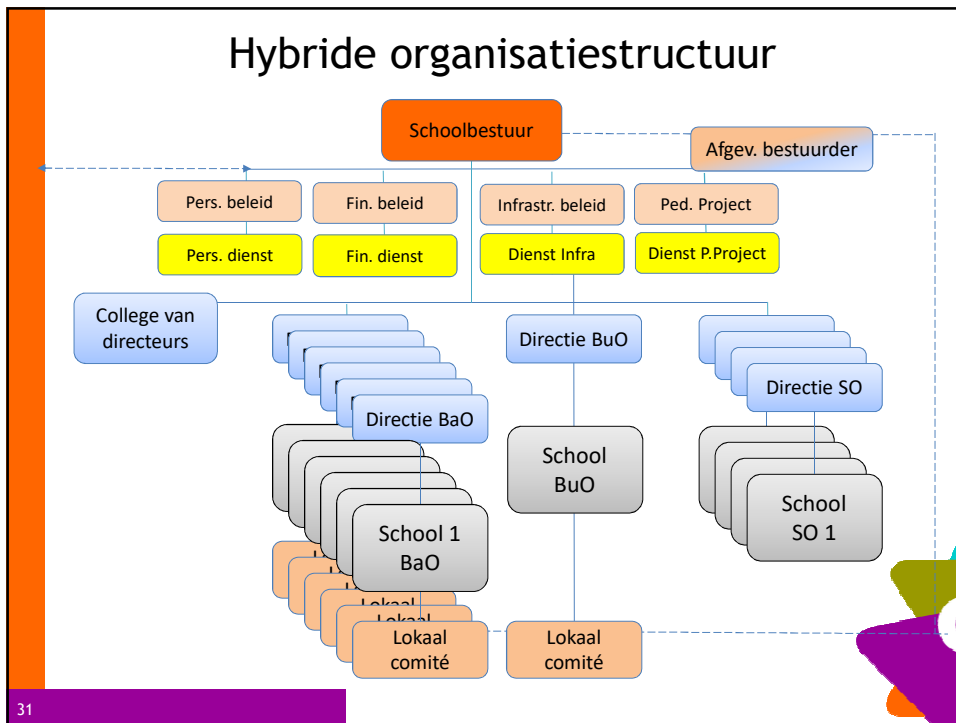 Hybride organisatiestructuur
Schoolbestuur
Afgev. bestuurder
Pers. beleid
Fin. beleid
Infrastr. beleid
Ped. Project
Pers. dienst
Fin. dienst
Dienst Infra
Dienst P.Project
College van
directeurs
Directie BuO
Directie SO
Directie BaO
School
BuO
School 1
BaO
School
SO 1
Lokaal
Lokaal
Lokaal
comité
Lokaal
comité
31